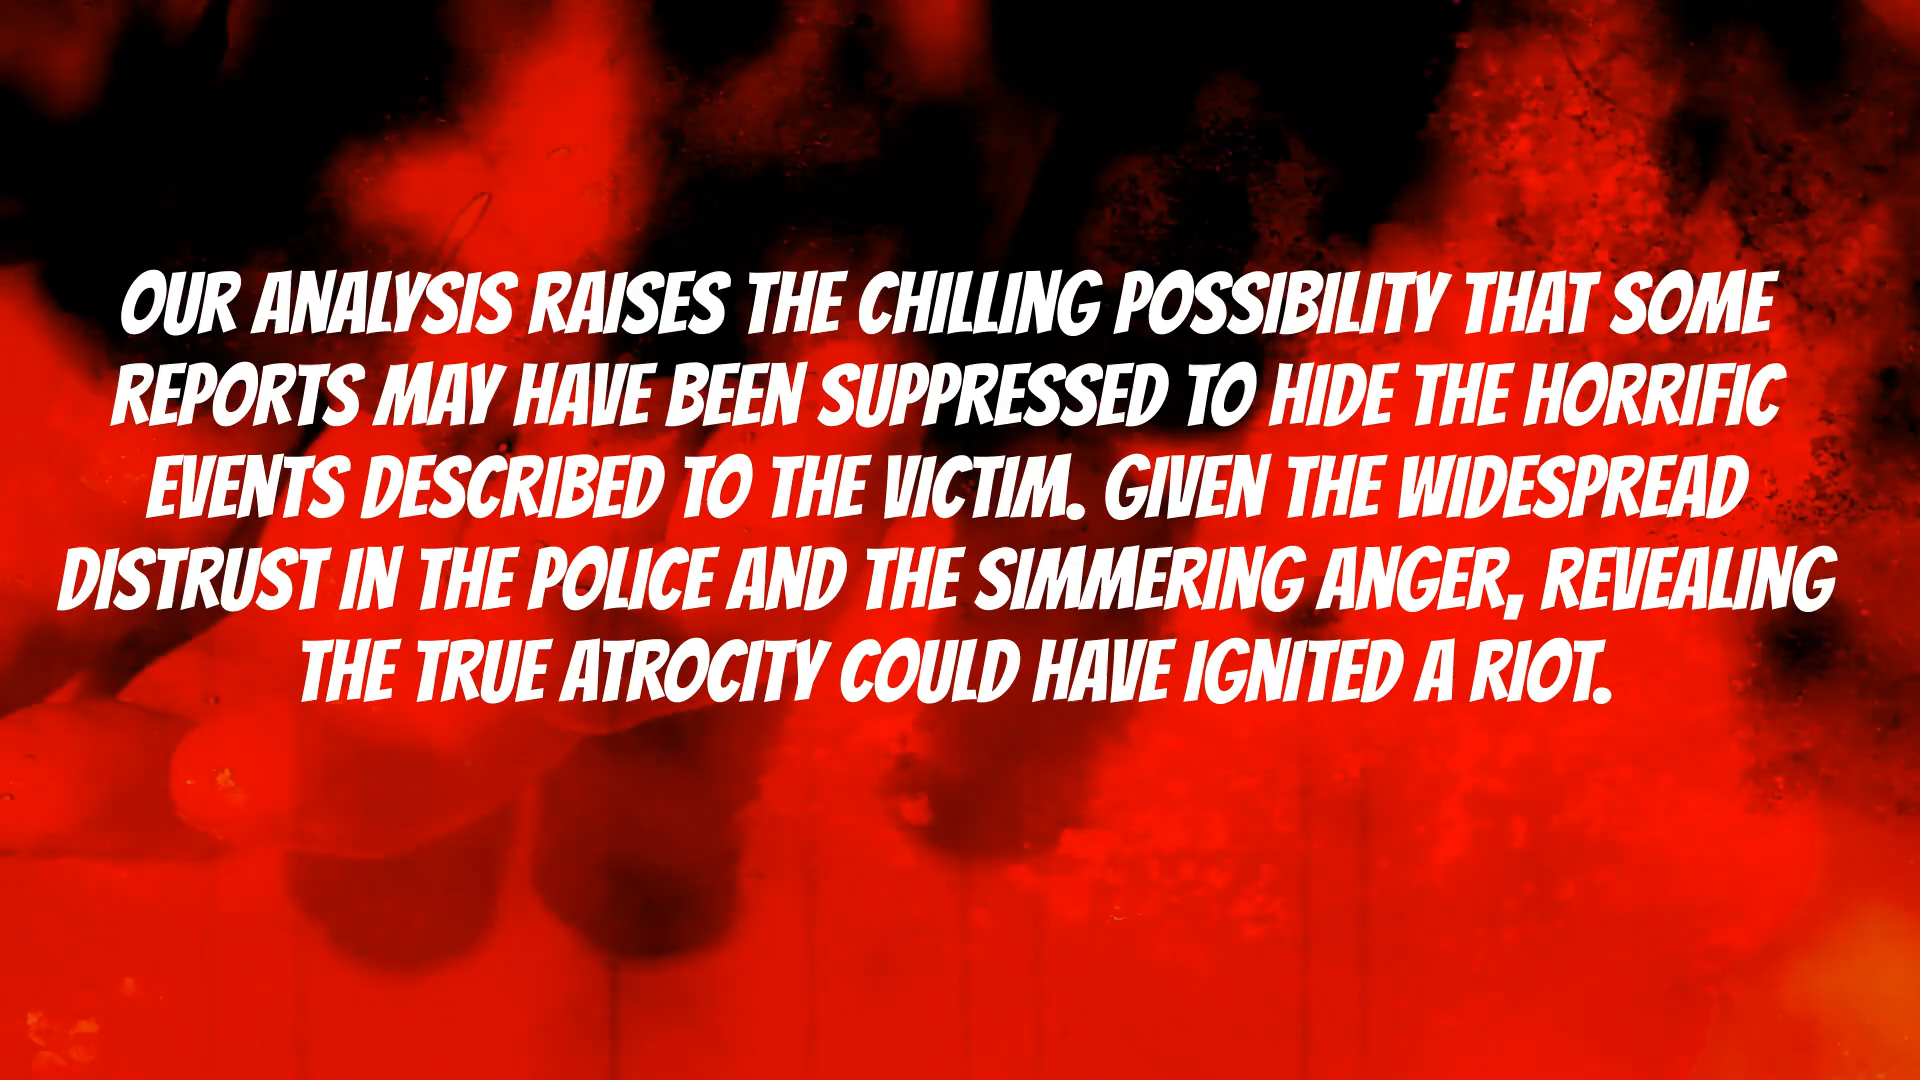 OUR ANALYSIS RAISES THE CHILLING POSSIBILITY THAT SOME
REPORTS MAY HAVE BEEN SUPPRESSED TO HIDE THE HORRIFIC
EVENTS DESCRIBED TO THE VICTIM. GIVEN THE WIDESPREAD
DISTRUST IN THE POLICE AND THE SIMMERING ANGER, REVEALING
THE TRUE ATROCITY COULD HAVE IGNITED A RIOT.